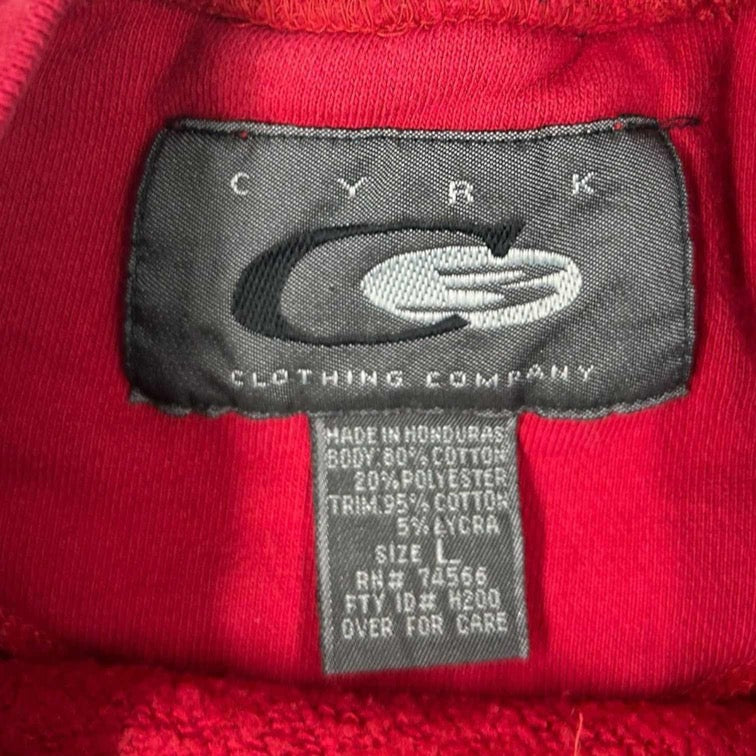 CYRK
CLOTHING COMPANY
MADE IN HONDURAS
BODY.80% COTTON
20% POLYESTER
TRIM.95% COTTON
5% LYCRA
SIZE L
RN# 74566
FTY ID# H200
OVER FOR CARE